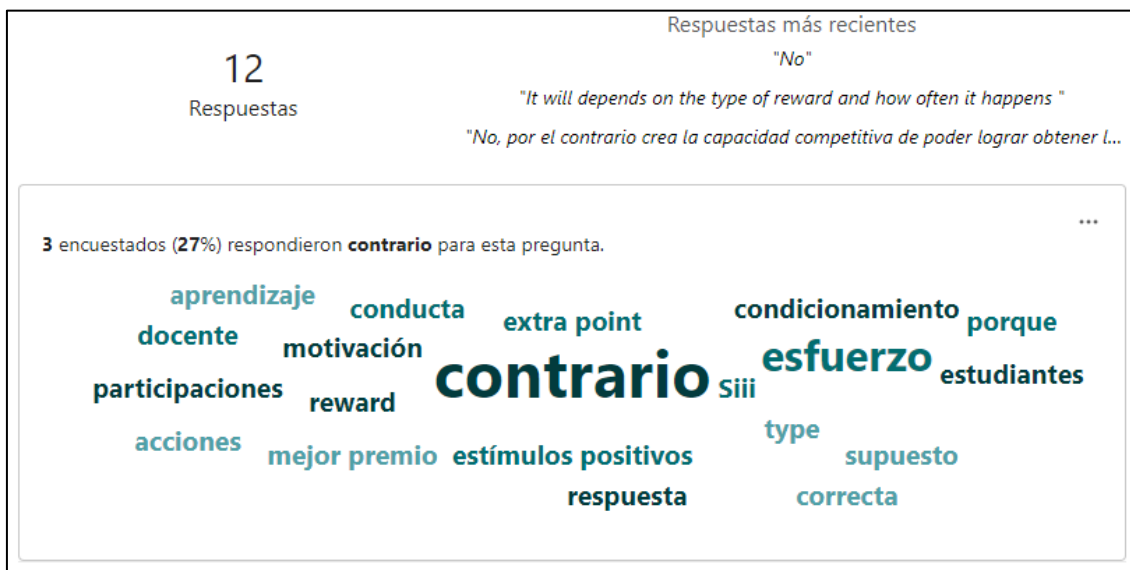 12
Respuestas
Respuestas más recientes
"No"
"It will depends on the type of reward and how often it happens "
"No, por el contrario crea la capacidad competitiva de poder lograr obtener l...
...
3 encuestados (27%) respondieron contrario para esta pregunta.
aprendizaje
conducta
extra point
condicionamiento
porque
docente
motivación
contrario
esfuerzo
participaciones
reward
Siii
estudiantes
acciones
mejor premio
estímulos positivos
type
supuesto
respuesta
correcta